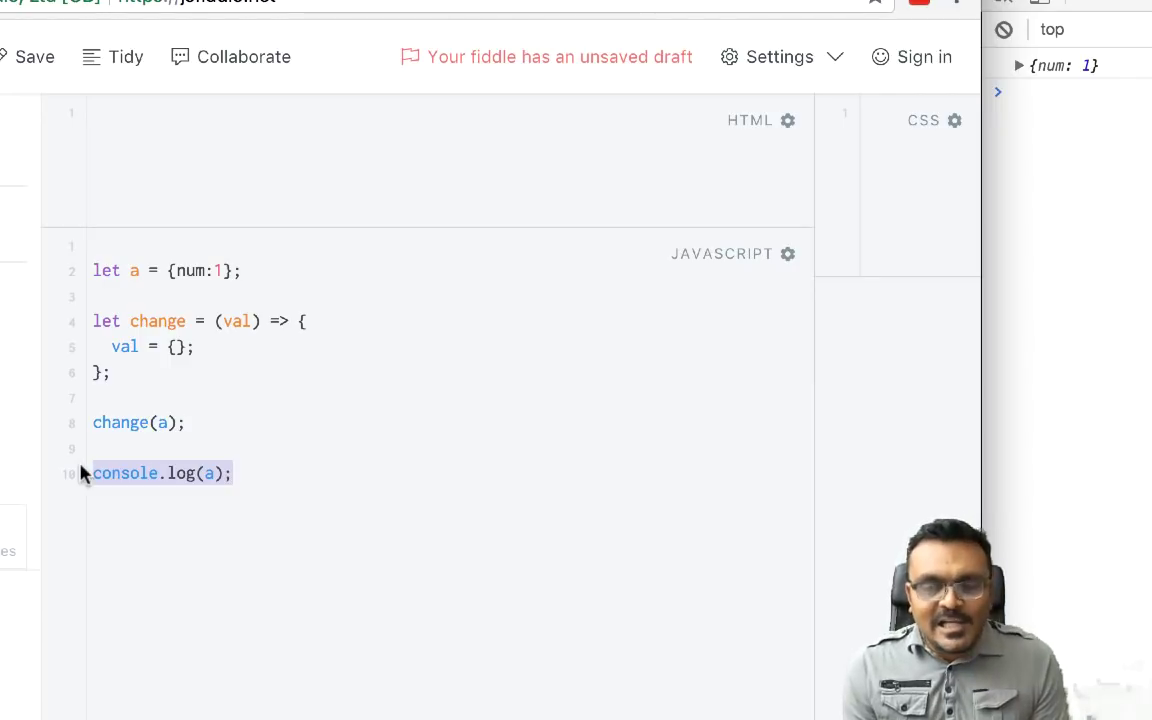 Save Tidy Collaborate Your fiddle has an unsaved draft Settings Sign in
top
{num: 1}
>
1 HTML
1 CSS
JAVASCRIPT
1
2 let a = {num:1};
3
4 let change = (val) => {
5 val = {};
6 };
7
8 change(a);
9
10 console.log(a);
es